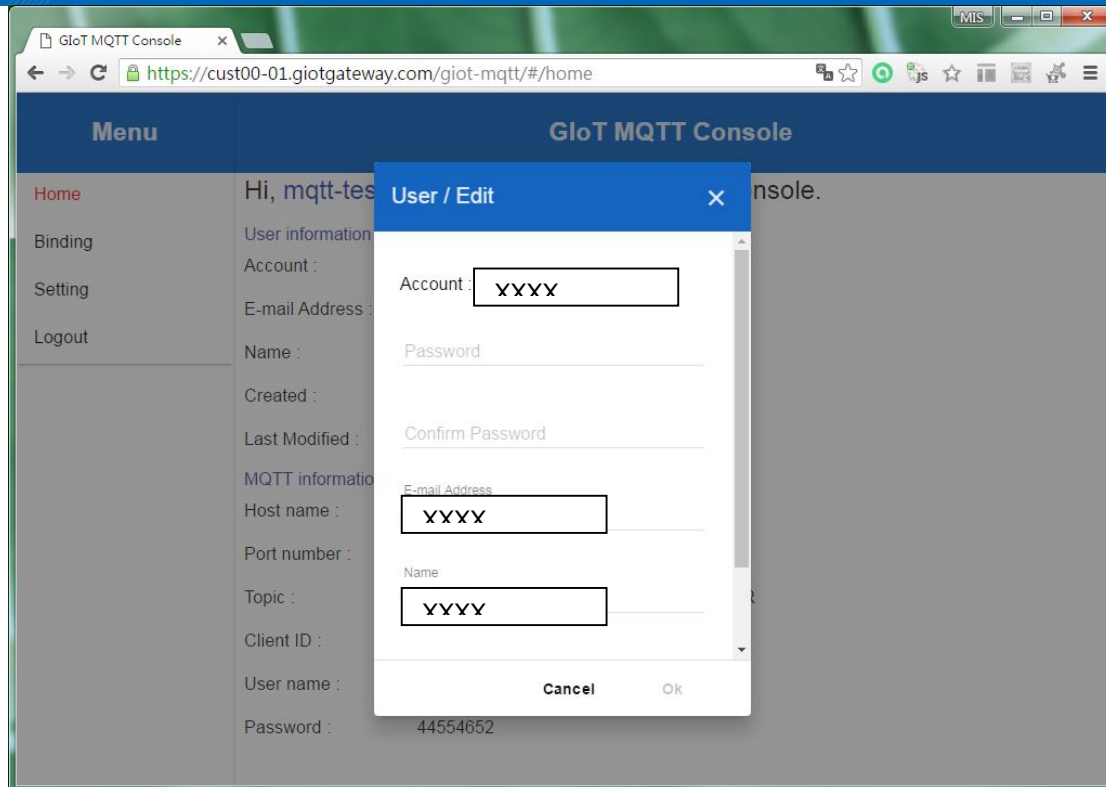 MIS
GIoT MQTT Console
https://cust00-01.giotgateway.com/giot-mqtt/#/home
js
Menu
GIoT MQTT Console
Home
Binding
Setting
Logout
Hi, mqtt-tes
nsole.
User information
Account :
E-mail Address :
Name :
Created :
Last Modified :
MQTT informatio
Host name :
Port number :
Topic :
Client ID :
User name :
Password : 44554652
User / Edit
Account : XXXX
Password
Confirm Password
E-mail Address
XXXX
Name
XXXX
Cancel Ok